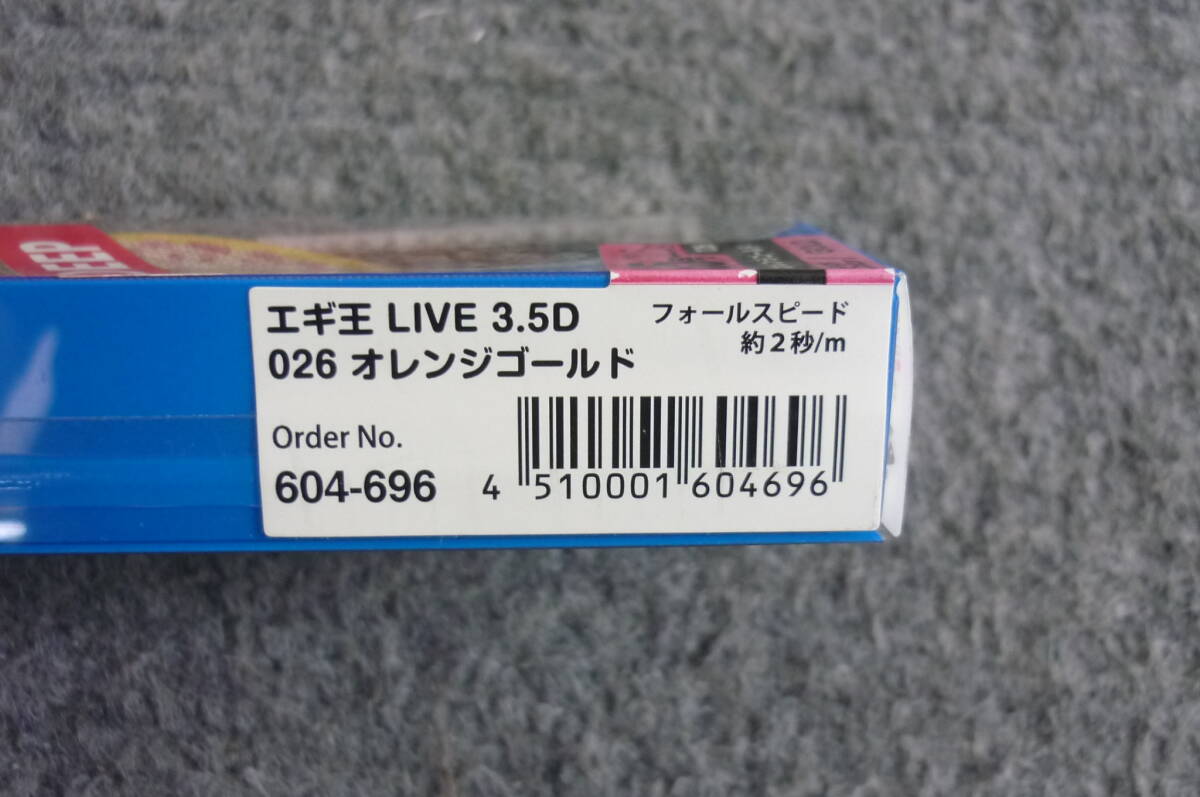 エギ王 LIVE 3.5D
フォールスピード
約2秒/m
026 オレンジゴールド
Order No.
604-696
4 510001 604696